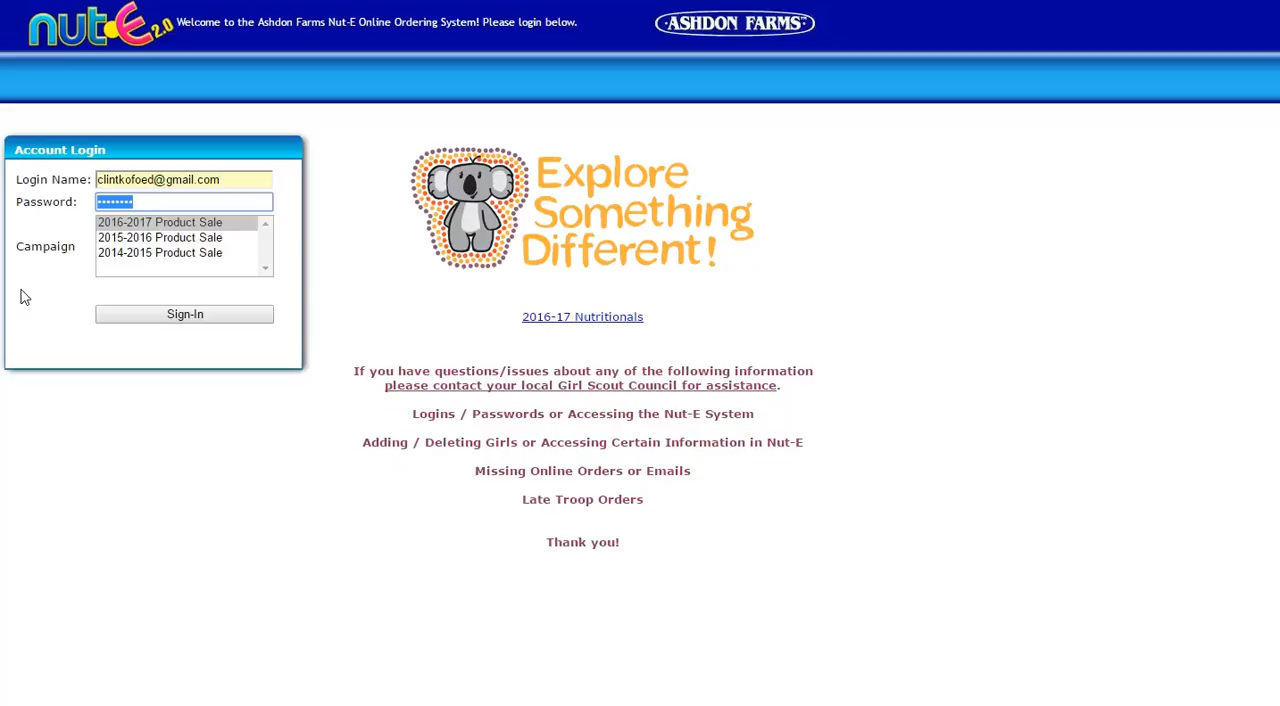 nut-E 2.0
Welcome to the Ashdon Farms Nut-E Online Ordering System! Please login below.
ASHDON FARMS™
Account Login
Login Name: clintkofoed@gmail.com
Password: ••••••••
Campaign
2016-2017 Product Sale
2015-2016 Product Sale
2014-2015 Product Sale
Sign-In
Explore
Something
Different!
2016-17 Nutritionals
If you have questions/issues about any of the following information
please contact your local Girl Scout Council for assistance.
Logins / Passwords or Accessing the Nut-E System
Adding / Deleting Girls or Accessing Certain Information in Nut-E
Missing Online Orders or Emails
Late Troop Orders
Thank you!